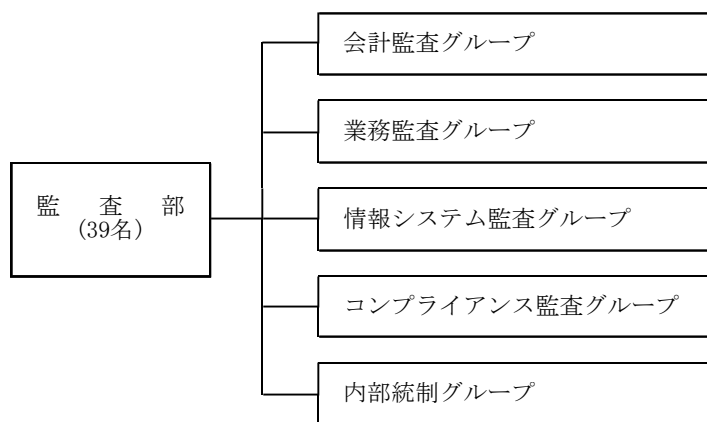 会計監査グループ
業務監査グループ
監　査　部
(39名)
情報システム監査グループ
コンプライアンス監査グループ
内部統制グループ